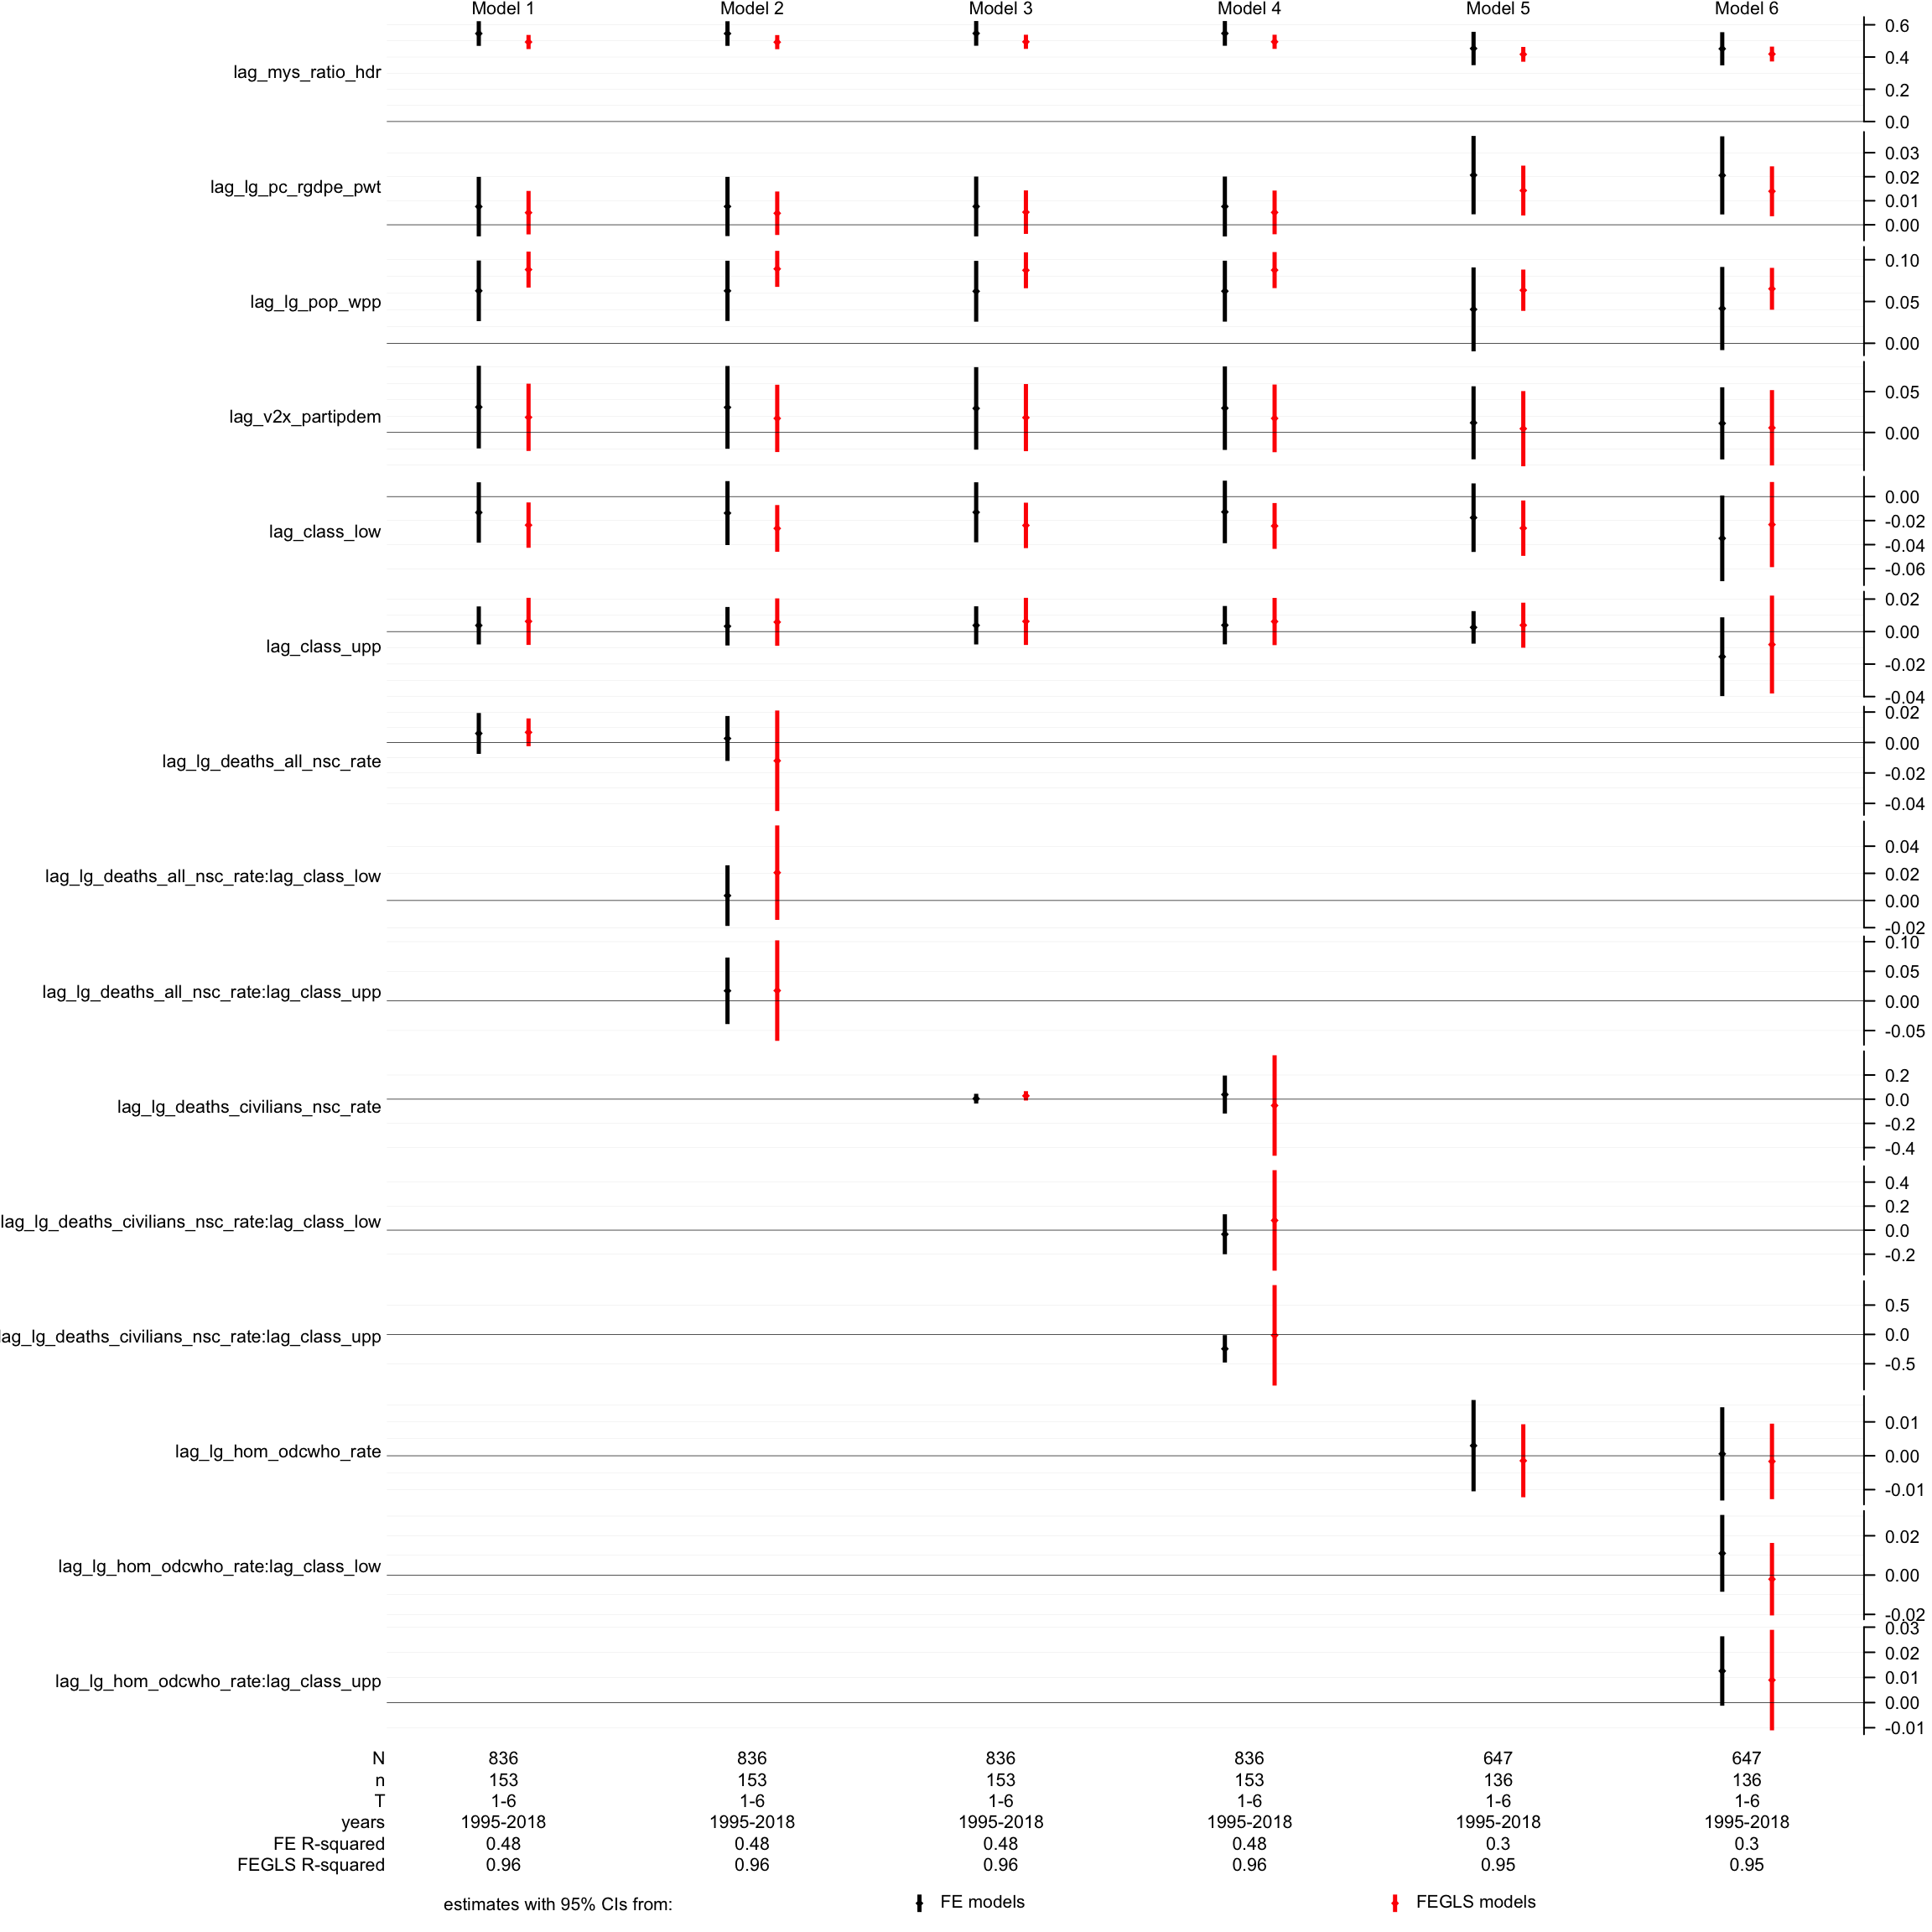 Model 1 Model 2 Model 3 Model 4 Model 5 Model 6
lag_mys_ratio_hdr
0.6
0.4
0.2
0.0
lag_lg_pc_rgdpe_pwt
0.03
0.02
0.01
0.00
lag_lg_pop_wpp
0.10
0.05
0.00
lag_v2x_partipdem
0.05
0.00
lag_class_low
0.00
-0.02
-0.04
-0.06
lag_class_upp
0.02
0.00
-0.02
-0.04
lag_lg_deaths_all_nsc_rate
0.02
0.00
-0.02
-0.04
lag_lg_deaths_all_nsc_rate:lag_class_low
0.04
0.02
0.00
-0.02
lag_lg_deaths_all_nsc_rate:lag_class_upp
0.10
0.05
0.00
-0.05
lag_lg_deaths_civilians_nsc_rate
0.2
0.0
-0.2
-0.4
lag_lg_deaths_civilians_nsc_rate:lag_class_low
0.4
0.2
0.0
-0.2
lag_lg_deaths_civilians_nsc_rate:lag_class_upp
0.5
0.0
-0.5
lag_lg_hom_odcwho_rate
0.01
0.00
-0.01
lag_lg_hom_odcwho_rate:lag_class_low
0.02
0.00
-0.02
lag_lg_hom_odcwho_rate:lag_class_upp
0.03
0.02
0.01
0.00
-0.01
N 836 836 836 836 647 647
n 153 153 153 153 136 136
T 1-6 1-6 1-6 1-6 1-6 1-6
years 1995-2018 1995-2018 1995-2018 1995-2018 1995-2018 1995-2018
FE R-squared 0.48 0.48 0.48 0.48 0.3 0.3
FEGLS R-squared 0.96 0.96 0.96 0.96 0.95 0.95
estimates with 95% CIs from: FE models FEGLS models